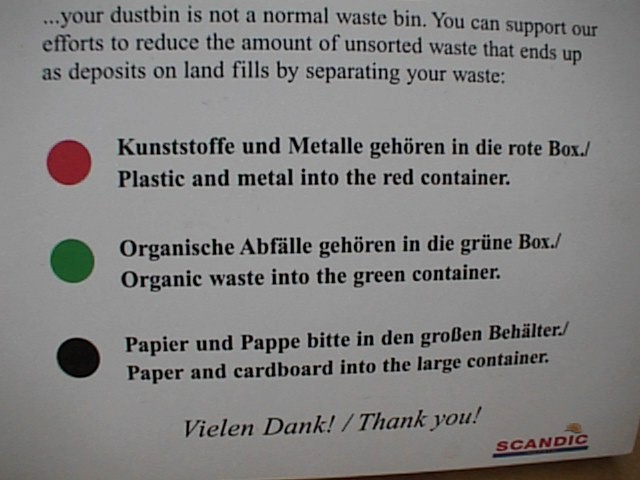 ...your dustbin is not a normal waste bin. You can support our
efforts to reduce the amount of unsorted waste that ends up
as deposits on land fills by separating your waste:
Kunststoffe und Metalle gehören in die rote Box./
Plastic and metal into the red container.
Organische Abfälle gehören in die grüne Box./
Organic waste into the green container.
Papier und Pappe bitte in den großen Behälter./
Paper and cardboard into the large container.
Vielen Dank! / Thank you!
SCANDIC